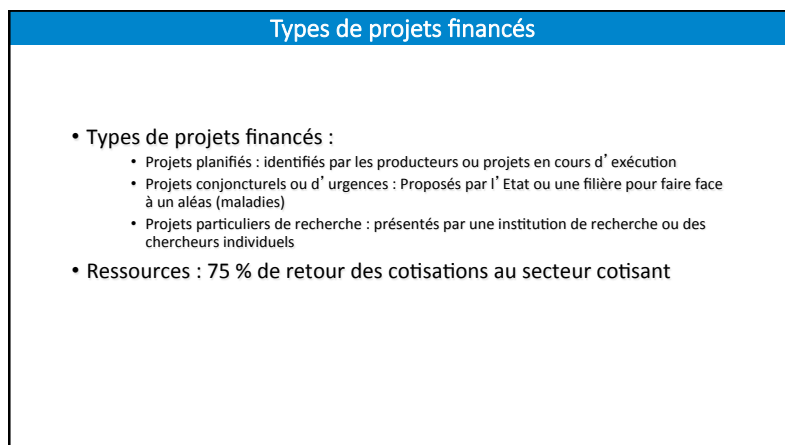 Types de projets financés
• Types de projets financés :
• Projets planifiés : identifiés par les producteurs ou projets en cours d’ exécution
• Projets conjoncturels ou d’ urgences : Proposés par l’ Etat ou une filière pour faire face
à un aléas (maladies)
• Projets particuliers de recherche : présentés par une institution de recherche ou des
chercheurs individuels
• Ressources : 75 % de retour des cotisations au secteur cotisant